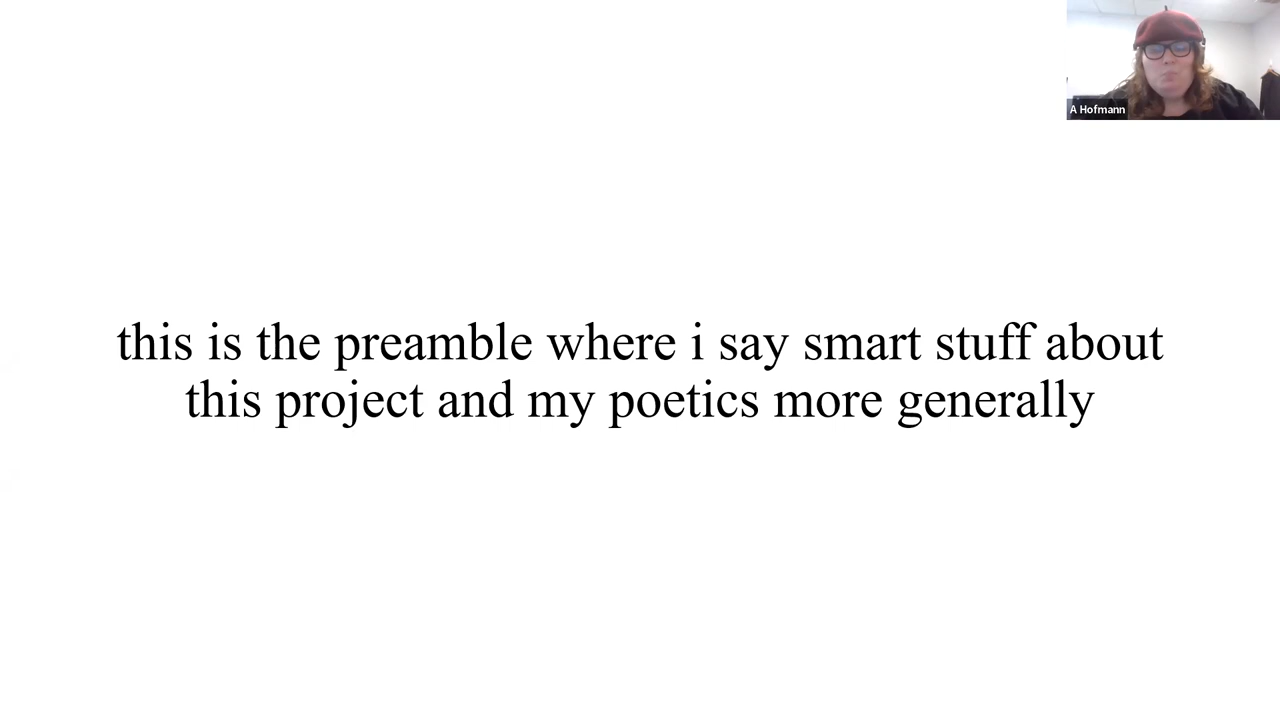 A Hofmann
this is the preamble where i say smart stuff about
this project and my poetics more generally